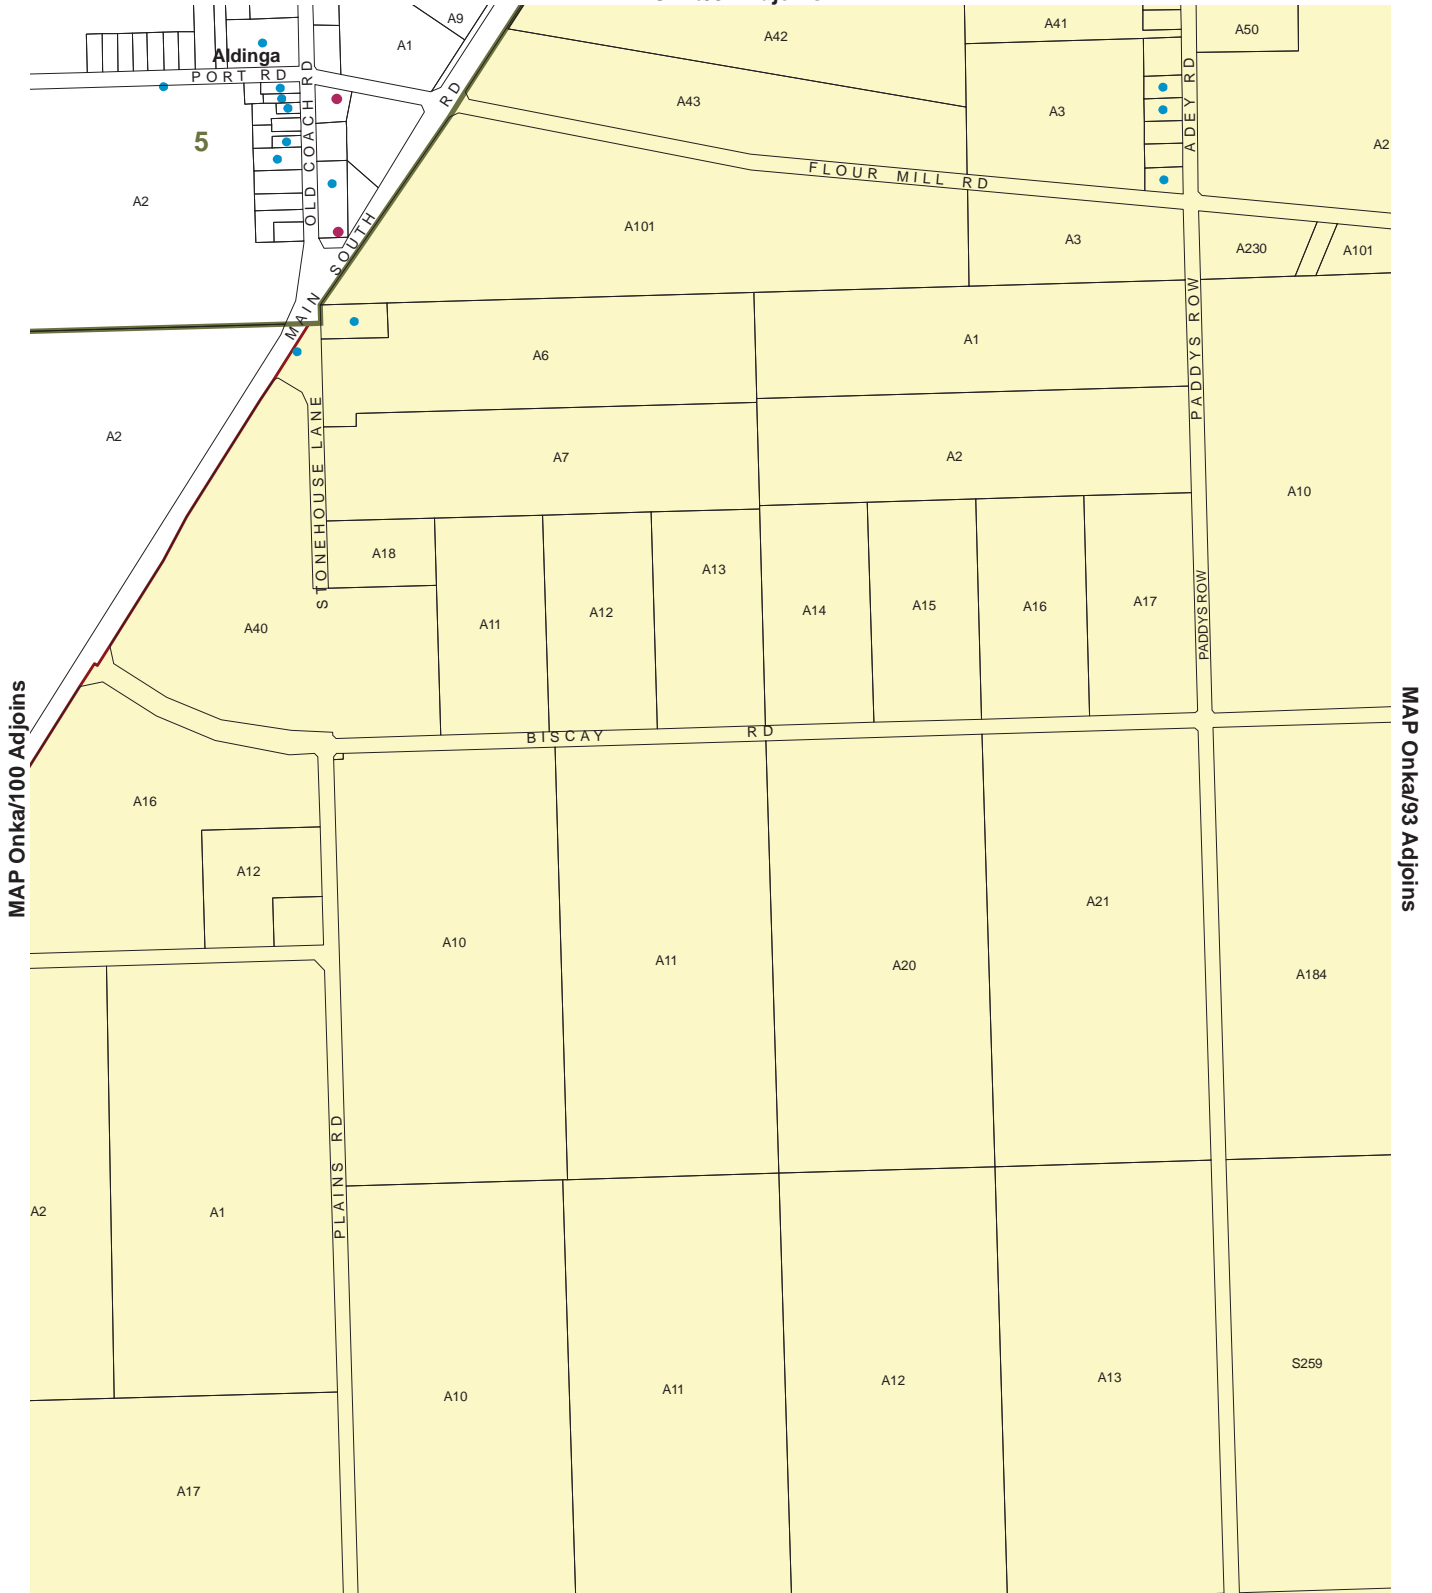 A9
A42
A41
A50
A1
Aldinga
PORT RD
OLD COACH RD
MAIN SOUTH RD
A43
A3
ADEY RD
A2
5
A2
FLOUR MILL RD
A101
A3
A230
A101
A6
A1
PADDYS ROW
A2
STONEHOUSE LANE
A7
A2
A10
A18
A13
A11
A12
A14
A15
A16
A17
PADDYS ROW
A40
BISCAY RD
MAP Onka/100 Adjoins
MAP Onka/93 Adjoins
A16
A12
A10
A11
A20
A21
A184
PLAINS RD
A2
A1
A10
A11
A12
A13
S259
A17